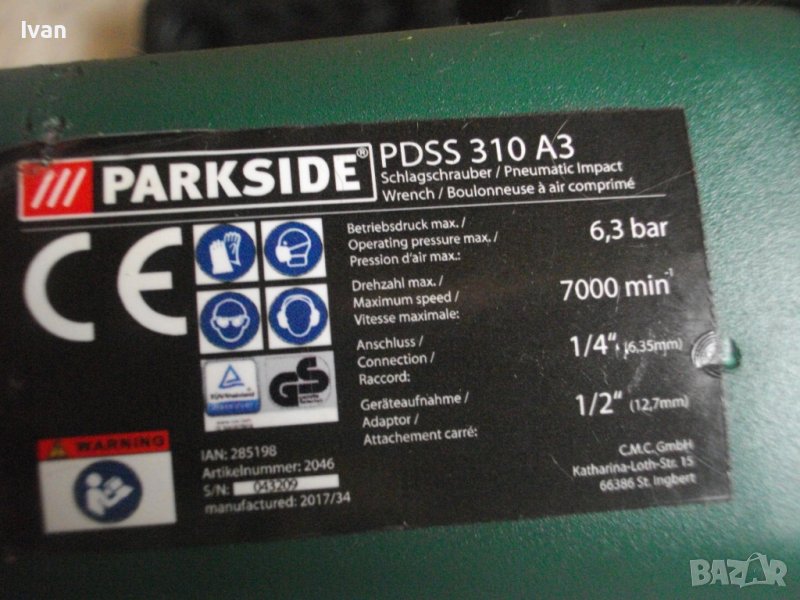 Ivan
PARKSIDE®
PDSS 310 A3
Schlagschrauber / Pneumatic Impact
Wrench / Boulonneuse à air comprimé
CE
Betriebsdruck max. /
Operating pressure max. /
Pression d'air max.:
6,3 bar
Drehzahl max. /
Maximum speed /
Vitesse maximale:
7000 min⁻¹
Anschluss /
Connection /
Raccord:
1/4“ (6,35mm)
Geräteaufnahme /
Adaptor /
Attachement carré:
1/2“ (12,7mm)
TÜVRheinland
GS
WARNING
IAN: 285198
Artikelnummer: 2046
S/N: 043209
manufactured: 2017/34
C.M.C. GmbH
Katharina-Loth-Str. 15
66386 St. Ingbert
BAZAR